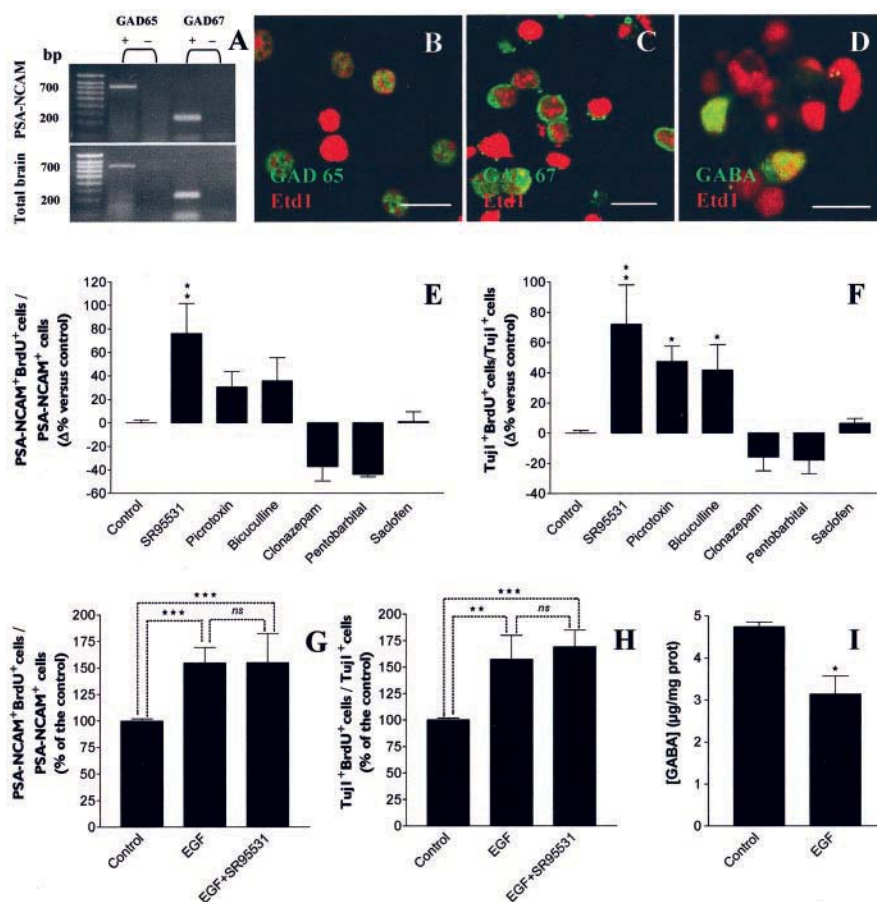 GAD65 GAD67
+ − + −
A
bp
700
200
PSA-NCAM
700
200
Total brain
B
GAD 65
Etd1
C
GAD 67
Etd1
D
GABA
Etd1
E
PSA-NCAM⁺BrdU⁺cells /
PSA-NCAM⁺ cells
(Δ% versus control)
120
100
80
60
40
20
0
-20
-40
-60
★
★
Control
SR95531
Picrotoxin
Bicuculline
Clonazepam
Pentobarbital
Saclofen
F
TuJ1⁺BrdU⁺cells/TuJ1⁺cells
(Δ% versus control)
100
80
60
40
20
0
-20
-40
★
★
★
★
Control
SR95531
Picrotoxin
Bicuculline
Clonazepam
Pentobarbital
Saclofen
G
PSA-NCAM⁺BrdU⁺cells /
PSA-NCAM⁺ cells
(% of the control)
200
175
150
125
100
75
50
25
0
★★★
★★★ ns
Control
EGF
EGF+SR95531
H
TuJ1⁺BrdU⁺cells / TuJ1⁺cells
(% of the control)
200
175
150
125
100
75
50
25
0
★★★
★★ ns
Control
EGF
EGF+SR95531
I
[GABA] (µg/mg prot)
5
4
3
2
1
0
★
Control
EGF